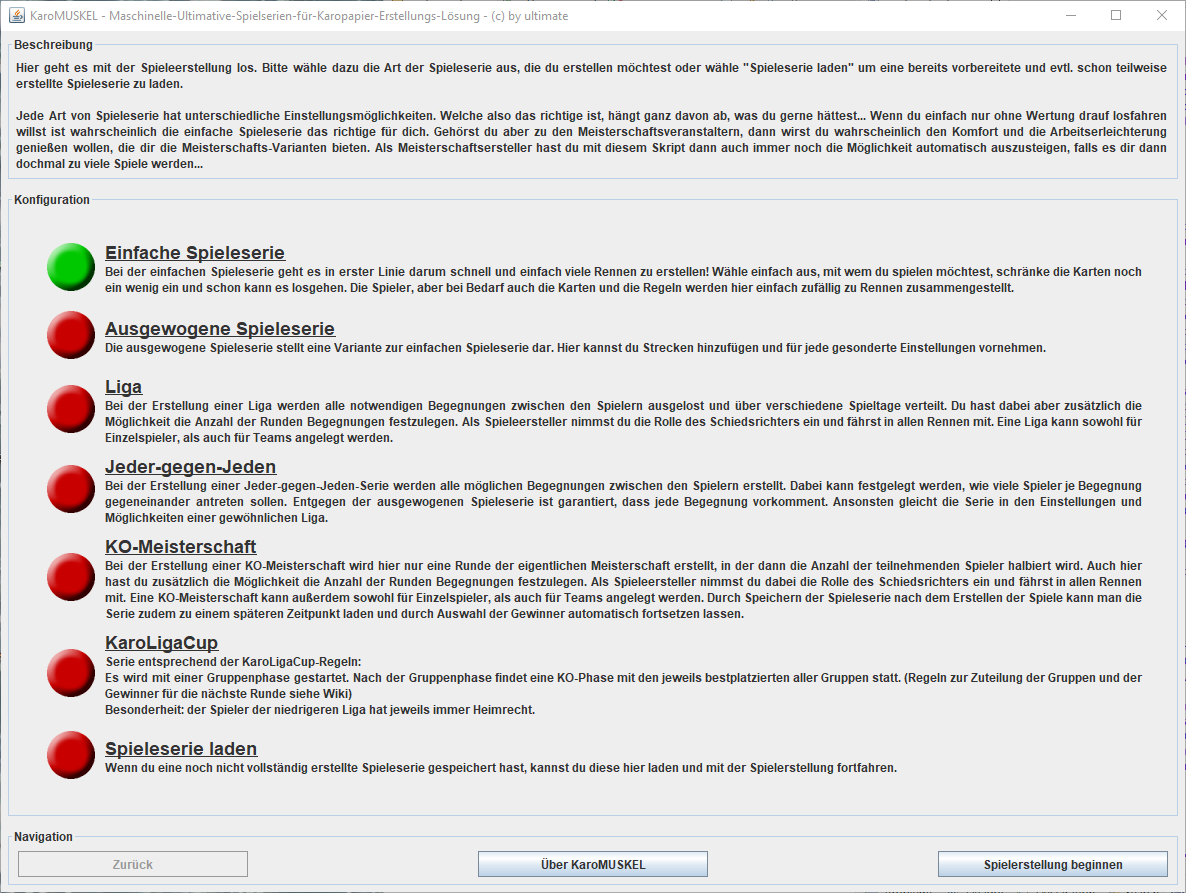 KaroMUSKEL - Maschinelle-Ultimative-Spielserien-für-Karopapier-Erstellungs-Lösung - (c) by ultimate
Beschreibung
Hier geht es mit der Spieleerstellung los. Bitte wähle dazu die Art der Spieleserie aus, die du erstellen möchtest oder wähle "Spieleserie laden" um eine bereits vorbereitete und evtl. schon teilweise
erstellte Spieleserie zu laden.
Jede Art von Spieleserie hat unterschiedliche Einstellungsmöglichkeiten. Welche also das richtige ist, hängt ganz davon ab, was du gerne hättest... Wenn du einfach nur ohne Wertung drauf losfahren
willst ist wahrscheinlich die einfache Spieleserie das richtige für dich. Gehörst du aber zu den Meisterschaftsveranstaltern, dann wirst du wahrscheinlich den Komfort und die Arbeitserleichterung
genießen wollen, die dir die Meisterschafts-Varianten bieten. Als Meisterschaftsersteller hast du mit diesem Skript dann auch immer noch die Möglichkeit automatisch auszusteigen, falls es dir dann
dochmal zu viele Spiele werden...
Konfiguration
Einfache Spieleserie
Bei der einfachen Spieleserie geht es in erster Linie darum schnell und einfach viele Rennen zu erstellen! Wähle einfach aus, mit wem du spielen möchtest, schränke die Karten noch
ein wenig ein und schon kann es losgehen. Die Spieler, aber bei Bedarf auch die Karten und die Regeln werden hier einfach zufällig zu Rennen zusammengestellt.
Ausgewogene Spieleserie
Die ausgewogene Spieleserie stellt eine Variante zur einfachen Spieleserie dar. Hier kannst du Strecken hinzufügen und für jede gesonderte Einstellungen vornehmen.
Liga
Bei der Erstellung einer Liga werden alle notwendigen Begegnungen zwischen den Spielern ausgelost und über verschiedene Spieltage verteilt. Du hast dabei aber zusätzlich die
Möglichkeit die Anzahl der Runden Begegnungen festzulegen. Als Spieleersteller nimmst du die Rolle des Schiedsrichters ein und fährst in allen Rennen mit. Eine Liga kann sowohl für
Einzelspieler, als auch für Teams angelegt werden.
Jeder-gegen-Jeden
Bei der Erstellung einer Jeder-gegen-Jeden-Serie werden alle möglichen Begegnungen zwischen den Spielern erstellt. Dabei kann festgelegt werden, wie viele Spieler je Begegnung
gegeneinander antreten sollen. Entgegen der ausgewogenen Spieleserie ist garantiert, dass jede Begegnung vorkommt. Ansonsten gleicht die Serie in den Einstellungen und
Möglichkeiten einer gewöhnlichen Liga.
KO-Meisterschaft
Bei der Erstellung einer KO-Meisterschaft wird hier nur eine Runde der eigentlichen Meisterschaft erstellt, in der dann die Anzahl der teilnehmenden Spieler halbiert wird. Auch hier
hast du zusätzlich die Möglichkeit die Anzahl der Runden Begegnungen festzulegen. Als Spieleersteller nimmst du dabei die Rolle des Schiedsrichters ein und fährst in allen Rennen
mit. Eine KO-Meisterschaft kann außerdem sowohl für Einzelspieler, als auch für Teams angelegt werden. Durch Speichern der Spieleserie nach dem Erstellen der Spiele kann man die
Serie zudem zu einem späteren Zeitpunkt laden und durch Auswahl der Gewinner automatisch fortsetzen lassen.
KaroLigaCup
Serie entsprechend der KaroLigaCup-Regeln:
Es wird mit einer Gruppenphase gestartet. Nach der Gruppenphase findet eine KO-Phase mit den jeweils bestplatzierten aller Gruppen statt. (Regeln zur Zuteilung der Gruppen und der
Gewinner für die nächste Runde siehe Wiki)
Besonderheit: der Spieler der niedrigeren Liga hat jeweils immer Heimrecht.
Spieleserie laden
Wenn du eine noch nicht vollständig erstellte Spieleserie gespeichert hast, kannst du diese hier laden und mit der Spielerstellung fortfahren.
Navigation
Zurück
Über KaroMUSKEL
Spielerstellung beginnen